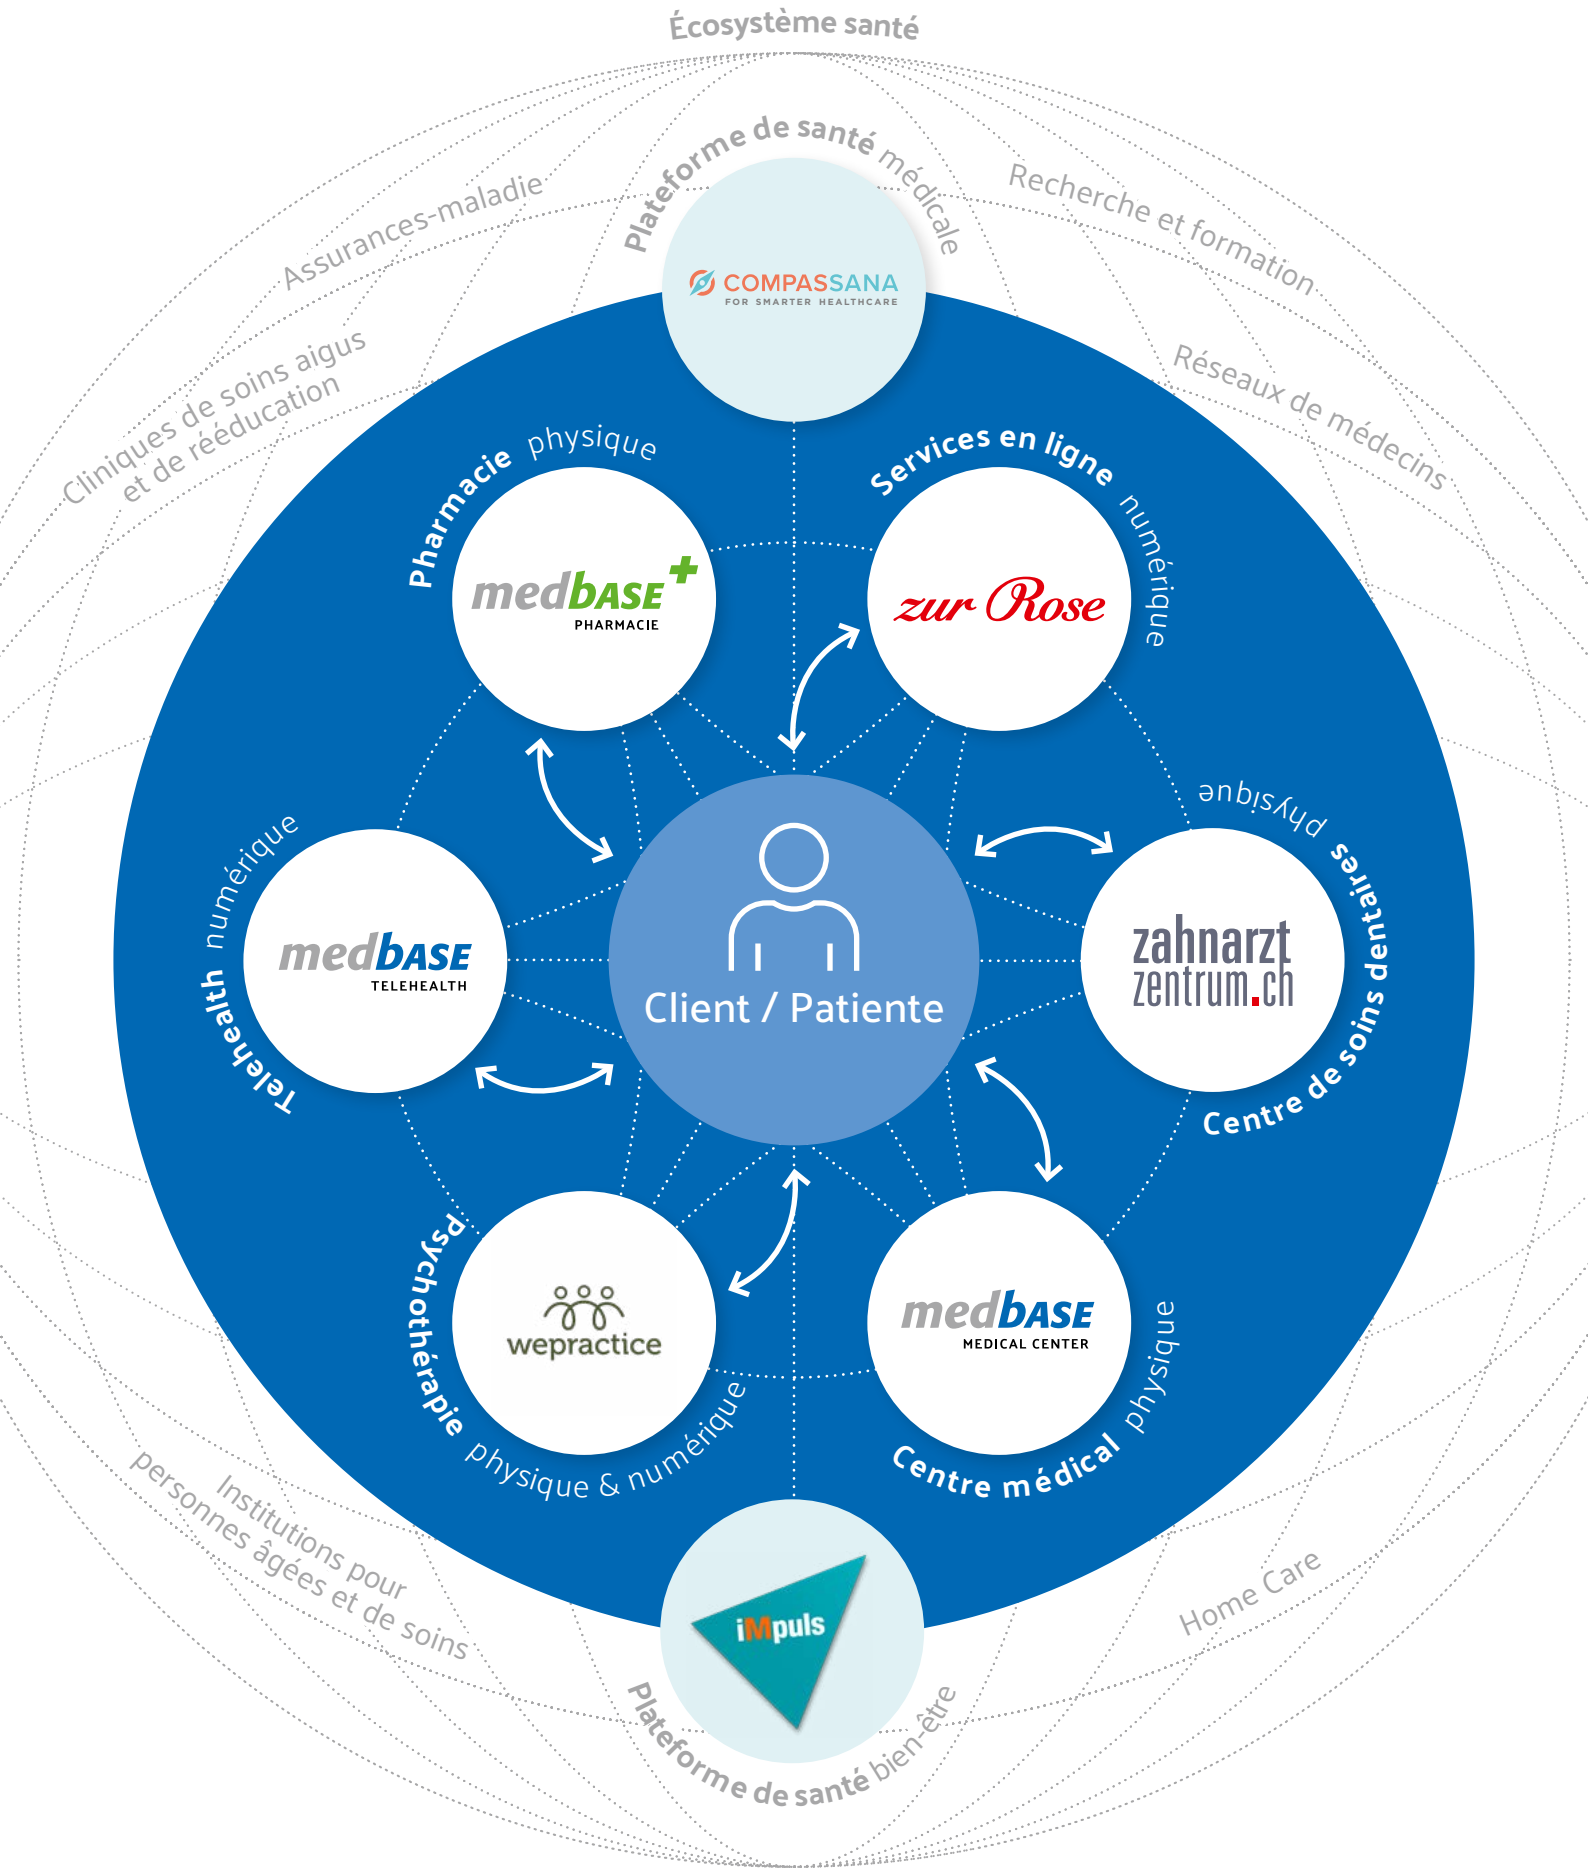 Écosystème santé
Plateforme de santé médicale
COMPASSANA
FOR SMARTER HEALTHCARE
Assurances-maladie
Recherche et formation
Cliniques de soins aigus
et de rééducation
Réseaux de médecins
Pharmacie physique
medbase
PHARMACIE
Services en ligne numérique
zur Rose
Telehealth numérique
medbase
TELEHEALTH
Client / Patiente
Centre de soins dentaires physique
zahnarzt
zentrum.ch
Psychothérapie physique & numérique
wepractice
Centre médical physique
medbase
MEDICAL CENTER
Institutions pour
personnes âgées et de soins
Home Care
iMpuls
Plateforme de santé bien-être